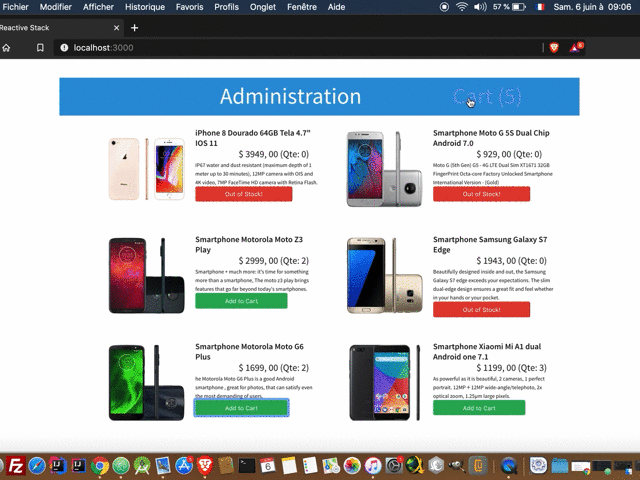 Fichier Modifier Afficher Historique Favoris Profils Onglet Fenêtre Aide 57 % Sam. 6 juin à 09:06
Reactive Stack
localhost:3000
Administration Cart (5)
iPhone 8 Dourado 64GB Tela 4.7"
IOS 11
$ 3949, 00 (Qte: 0)
IP67 water and dust resistant (maximum depth of 1
meter up to 30 minutes), 12MP camera with OIS and
4K video, 7MP FaceTime HD camera with Retina Flash.
Out of Stock!
Smartphone Moto G 5S Dual Chip
Android 7.0
$ 929, 00 (Qte: 0)
Moto G (5th Gen) G5 - 4G LTE Dual Sim XT1671 32GB
FingerPrint Octa-core Factory Unlocked Smartphone
International Version - (Gold)
Out of Stock!
Smartphone Motorola Moto Z3
Play
$ 2999, 00 (Qte: 2)
Smartphone + much more: it's time for something
more than a smartphone, The moto z3 play brings
features that go far beyond today's smartphones.
Add to Cart
Smartphone Samsung Galaxy S7
Edge
$ 1943, 00 (Qte: 0)
Beautifully designed inside and out, the Samsung
Galaxy S7 edge exceeds your expectations. The slim
dual-edge design ensures a great fit and feel whether
in your hands or your pocket.
Out of Stock!
Smartphone Motorola Moto G6
Plus
$ 1699, 00 (Qte: 2)
he Motorola Moto G6 Plus is a good Android
smartphone , great for photos, that can satisfy even
the most demanding of users.
Add to Cart
Smartphone Xiaomi Mi A1 dual
Android one 7.1
$ 1199, 00 (Qte: 3)
As powerful as it is beautiful, 2 cameras, 1 perfect
portrait. 12MP + 12MP wide-angle/telephoto, 2x
optical zoom, 1.25μm large pixels.
Add to Cart